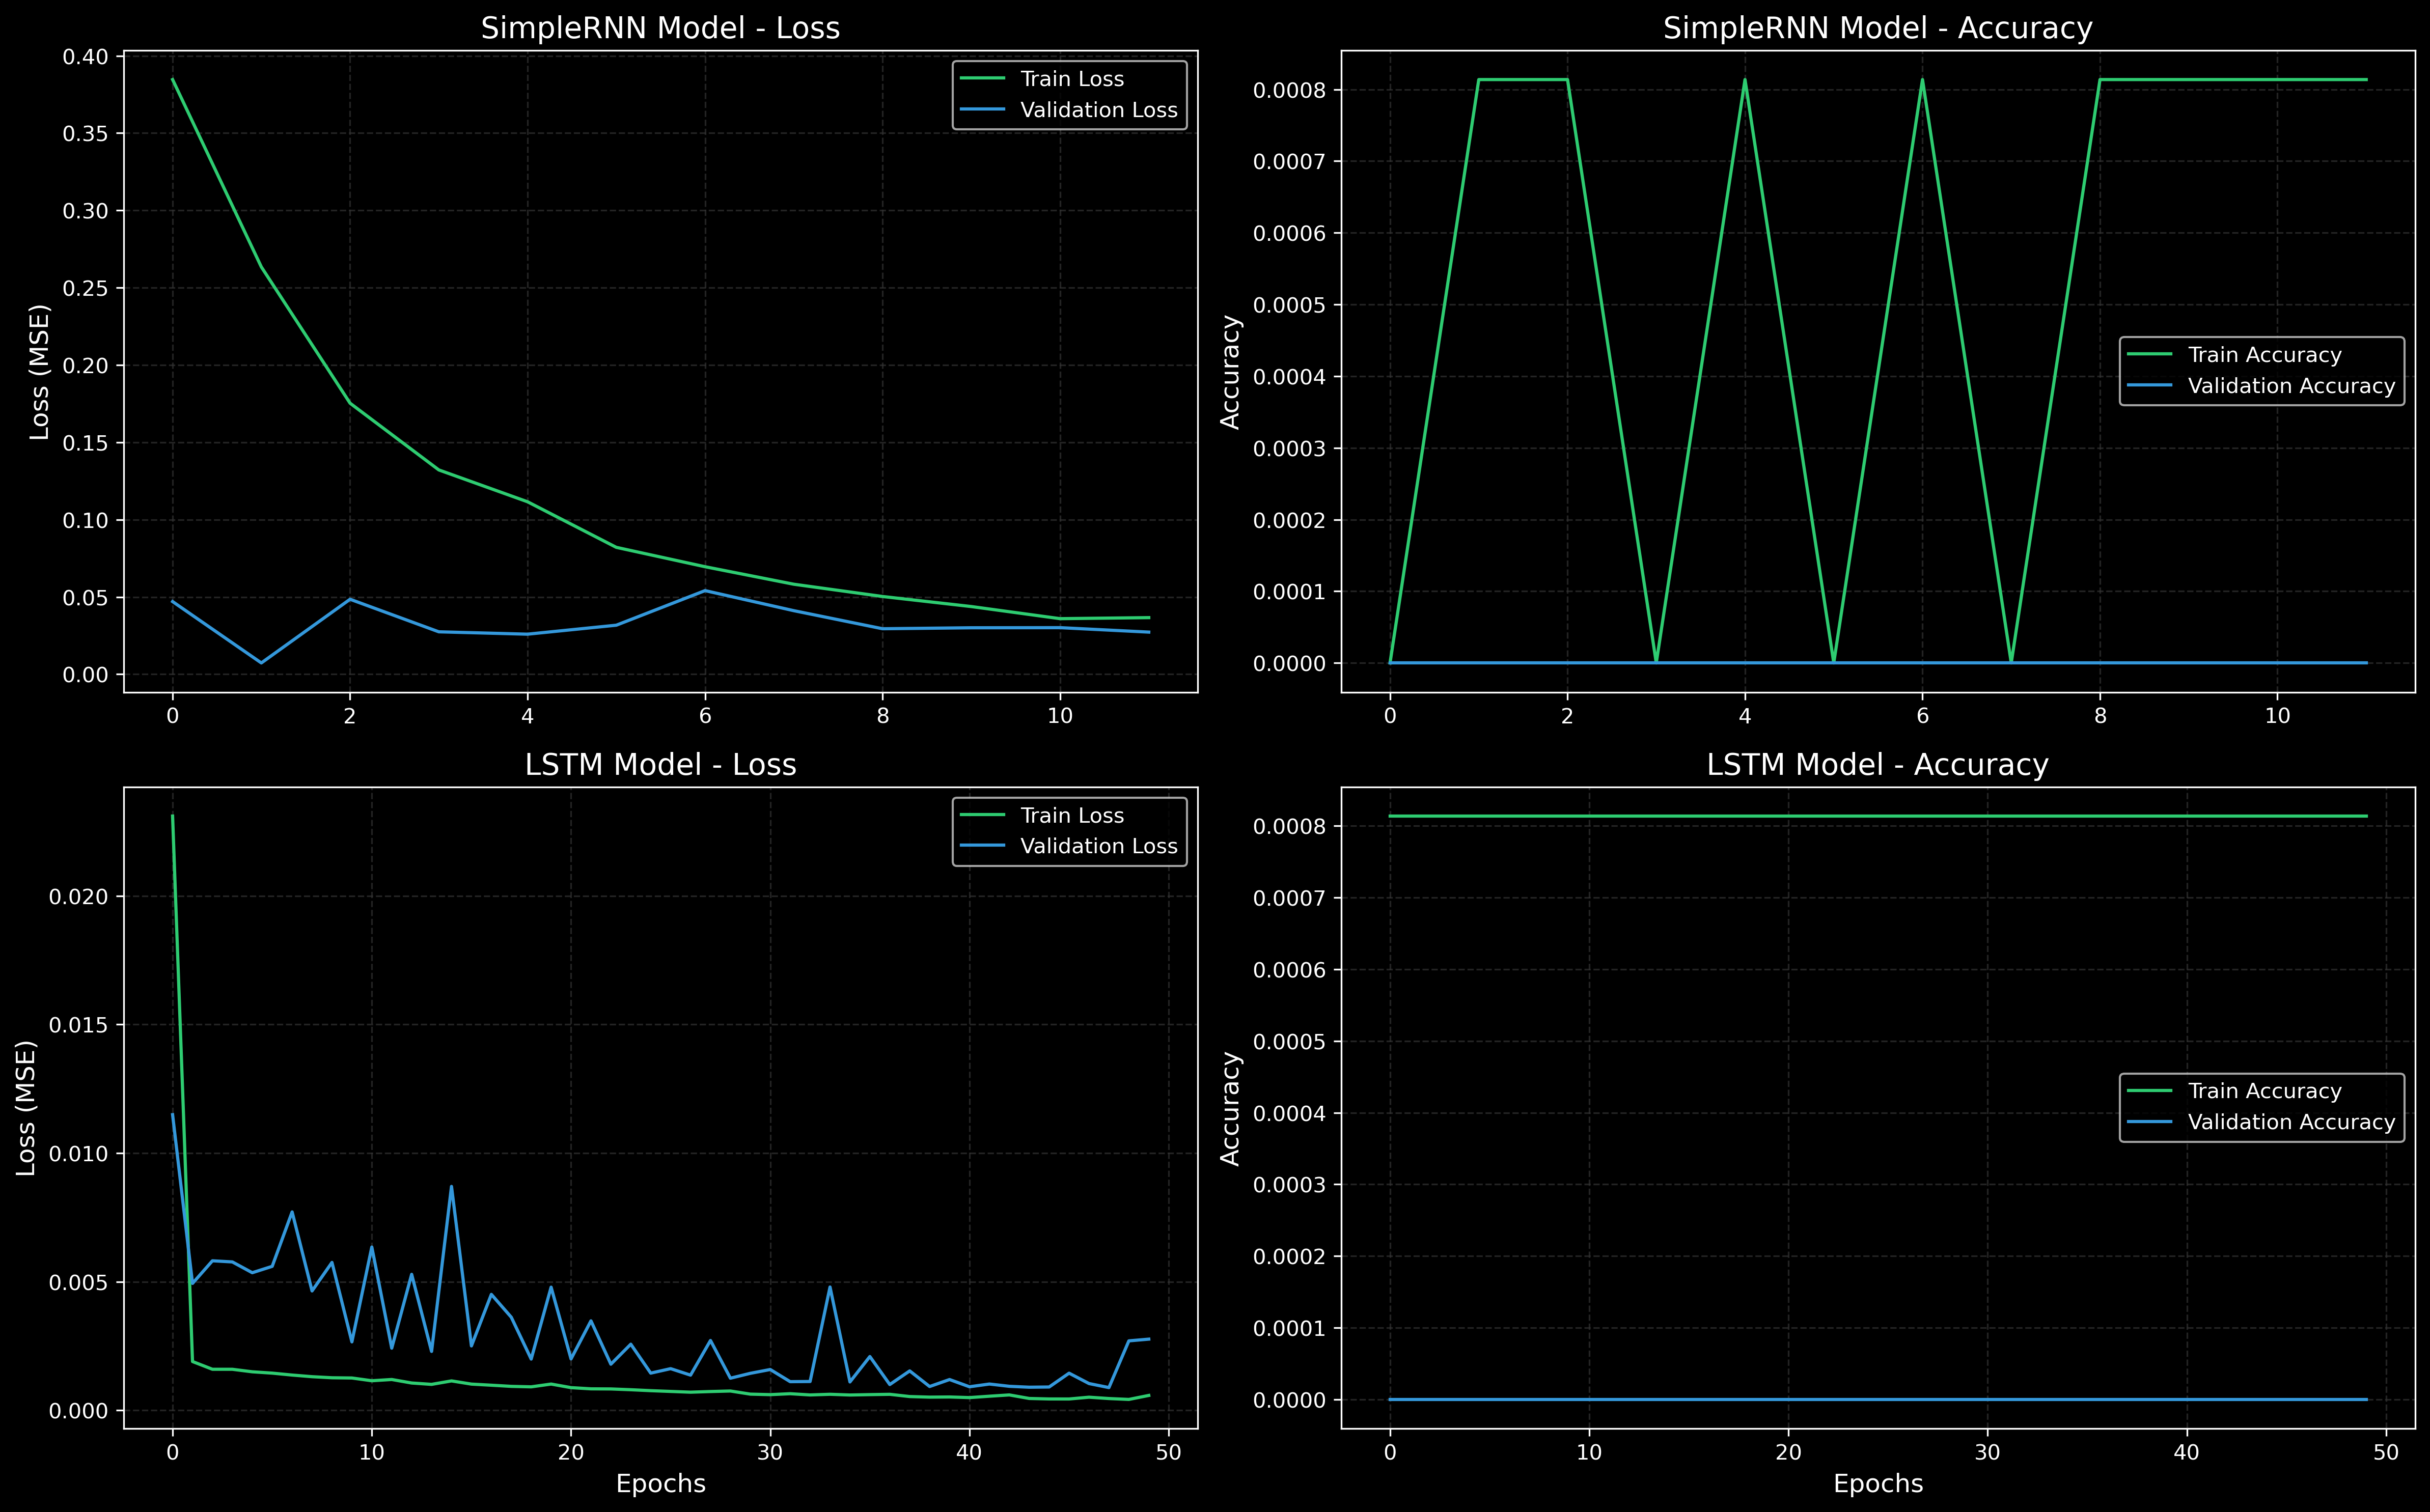 SimpleRNN Model - Loss
Loss (MSE)
0.40
0.35
0.30
0.25
0.20
0.15
0.10
0.05
0.00
0 2 4 6 8 10
Train Loss
Validation Loss
SimpleRNN Model - Accuracy
Accuracy
0.0008
0.0007
0.0006
0.0005
0.0004
0.0003
0.0002
0.0001
0.0000
0 2 4 6 8 10
Train Accuracy
Validation Accuracy
LSTM Model - Loss
Loss (MSE)
0.020
0.015
0.010
0.005
0.000
0 10 20 30 40 50
Epochs
Train Loss
Validation Loss
LSTM Model - Accuracy
Accuracy
0.0008
0.0007
0.0006
0.0005
0.0004
0.0003
0.0002
0.0001
0.0000
0 10 20 30 40 50
Epochs
Train Accuracy
Validation Accuracy